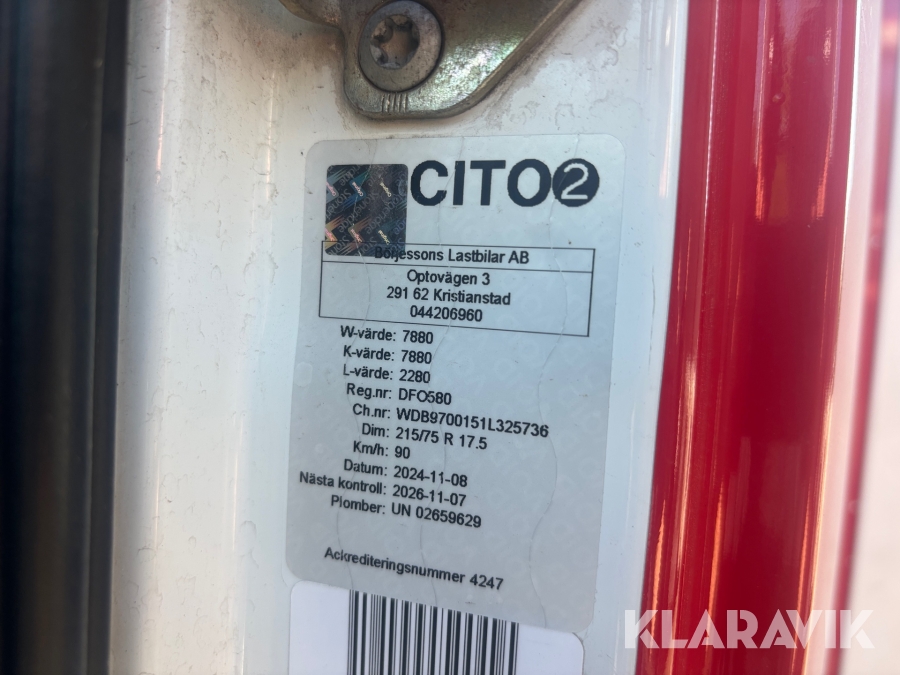 CITO2
Börjessons Lastbilar AB
Optovägen 3
291 62 Kristianstad
044206960
W-värde: 7880
K-värde: 7880
L-värde: 2280
Reg.nr: DFO580
Ch.nr: WDB9700151L325736
Dim: 215/75 R 17.5
Km/h: 90
Datum: 2024-11-08
Nästa kontroll: 2026-11-07
Plomber: UN 02659629
Ackrediteringsnummer 4247
KLARAVIK